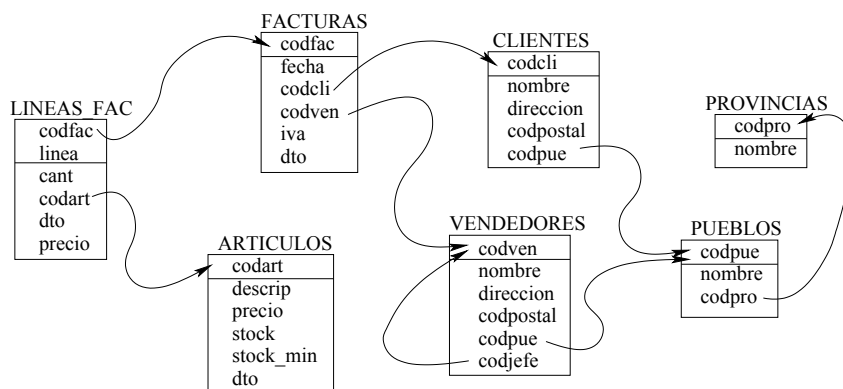 FACTURAS
codfac
fecha
codcli
codven
iva
dto
CLIENTES
codcli
nombre
direccion
codpostal
codpue
PROVINCIAS
codpro
nombre
LINEAS_FAC
codfac
linea
cant
codart
dto
precio
ARTICULOS
codart
descrip
precio
stock
stock_min
dto
VENDEDORES
codven
nombre
direccion
codpostal
codpue
codjefe
PUEBLOS
codpue
nombre
codpro